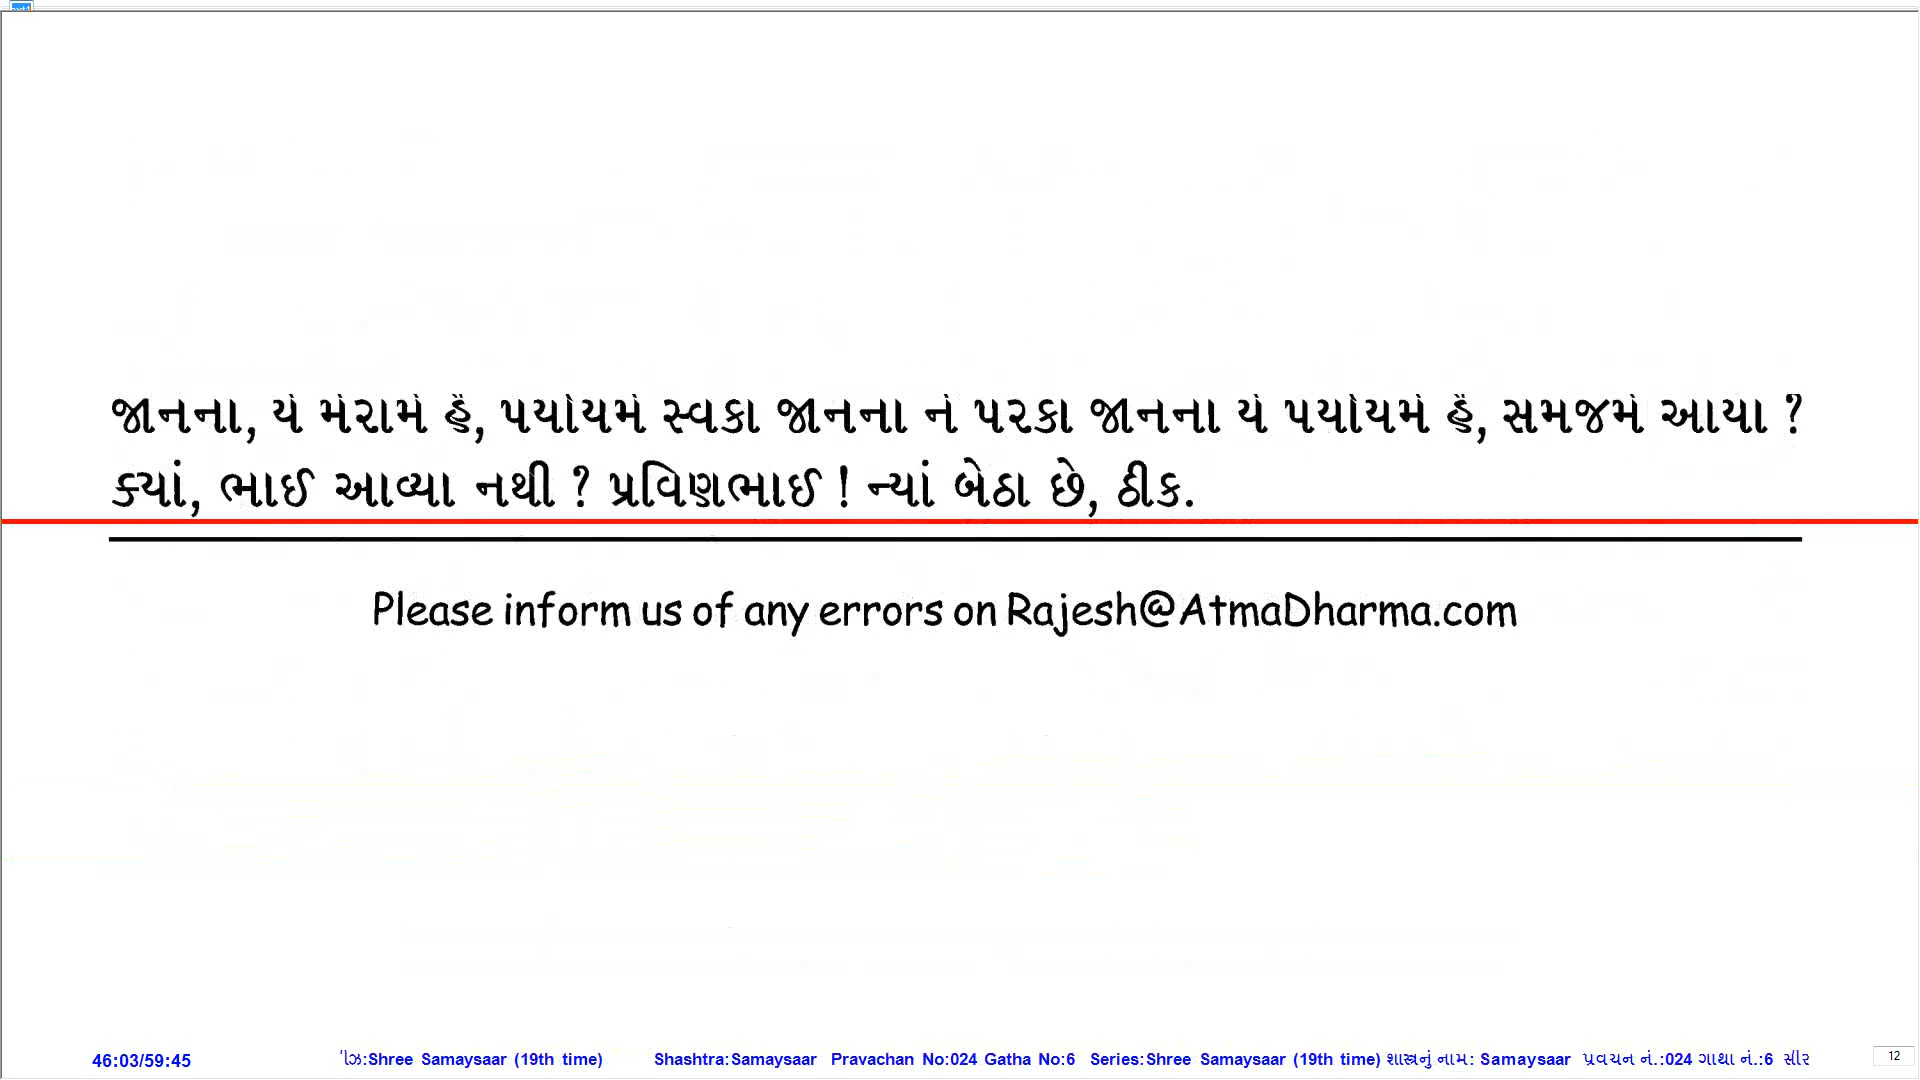 જાનના, યે મેરામેં હૈં, પર્યાયમેં સ્વકા જાનના ને પરકા જાનના યે પર્યાયમેં હૈં, સમજમેં આયા ?
ક્યાં, ભાઈ આવ્યા નથી ? પ્રવિણભાઈ ! ન્યાં બેઠા છે, ઠીક.
Please inform us of any errors on Rajesh@AtmaDharma.com
46:03/59:45 ઝ:Shree Samaysaar (19th time) Shashtra:Samaysaar Pravachan No:024 Gatha No:6 Series:Shree Samaysaar (19th time) શાસ્ત્રનું નામ: Samaysaar પ્રવચન નં.:024 ગાથા નં.:6 સીર 12